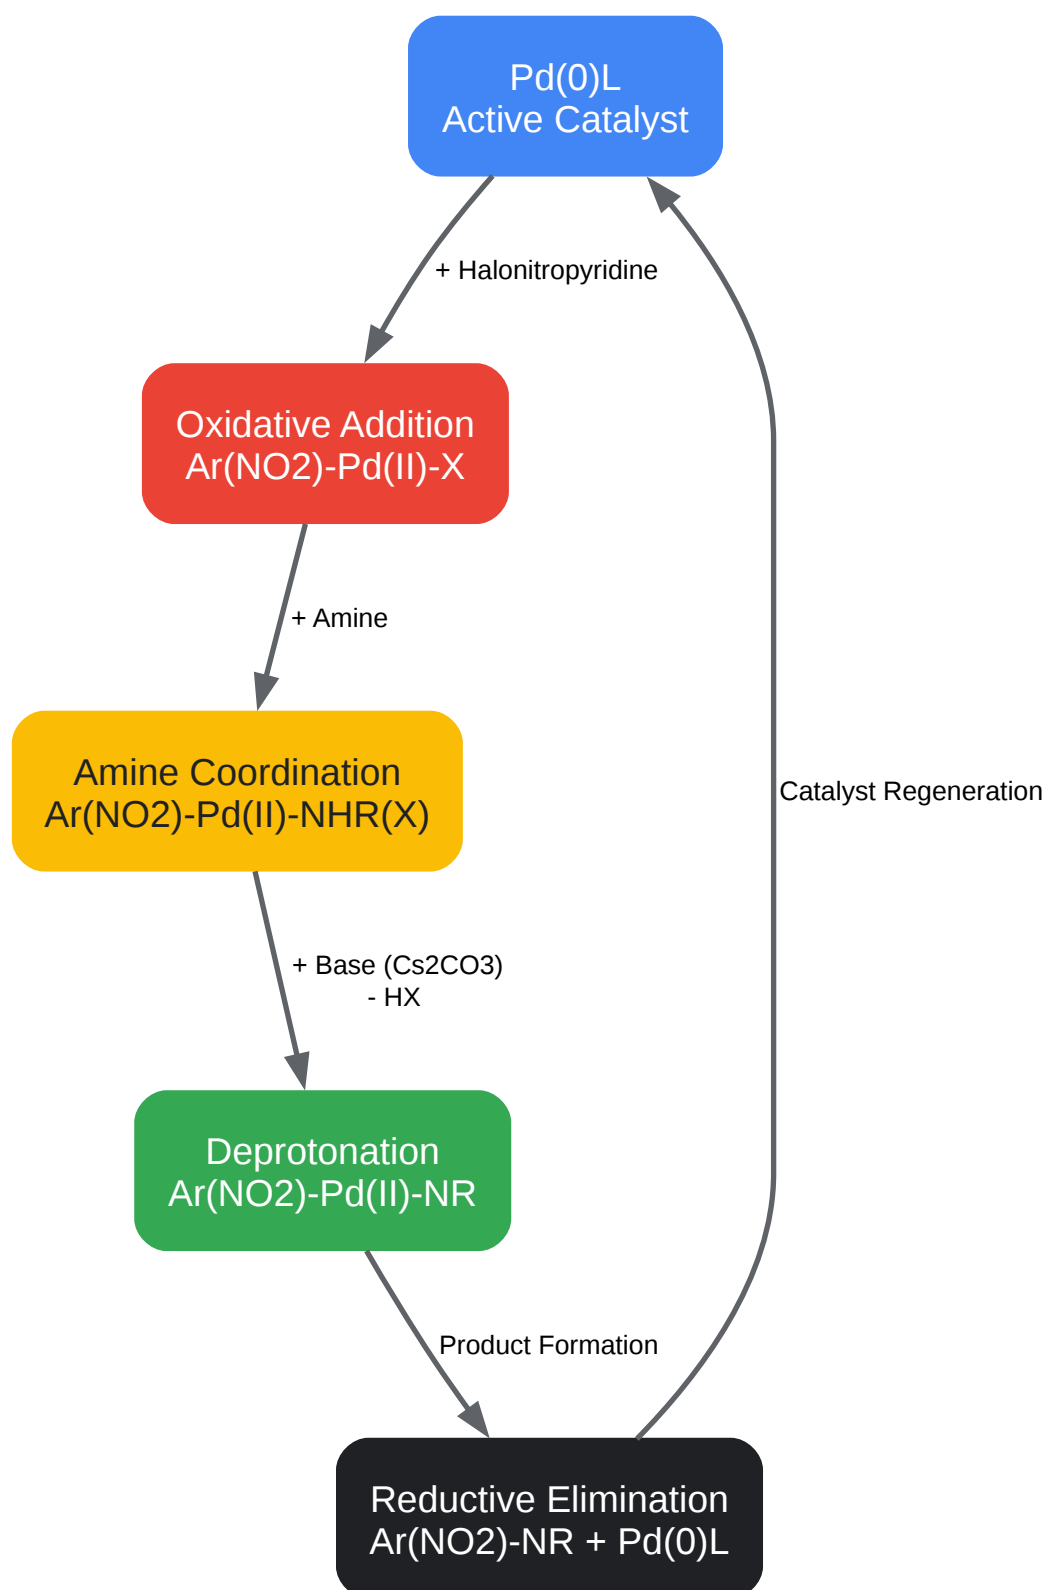 Pd(0)L
Active Catalyst
+ Halonitropyridine
Oxidative Addition
Ar(NO2)-Pd(II)-X
+ Amine
Amine Coordination
Ar(NO2)-Pd(II)-NHR(X)
Catalyst Regeneration
+ Base (Cs2CO3)
- HX
Deprotonation
Ar(NO2)-Pd(II)-NR
Product Formation
Reductive Elimination
Ar(NO2)-NR + Pd(0)L